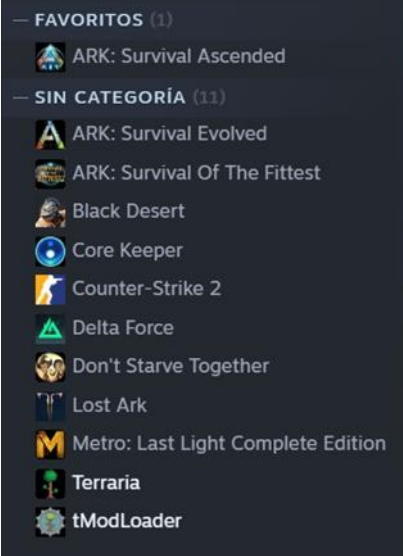 — FAVORITOS (1)
ARK: Survival Ascended
— SIN CATEGORÍA (11)
ARK: Survival Evolved
ARK: Survival Of The Fittest
Black Desert
Core Keeper
Counter-Strike 2
Delta Force
Don't Starve Together
Lost Ark
Metro: Last Light Complete Edition
Terraria
tModLoader